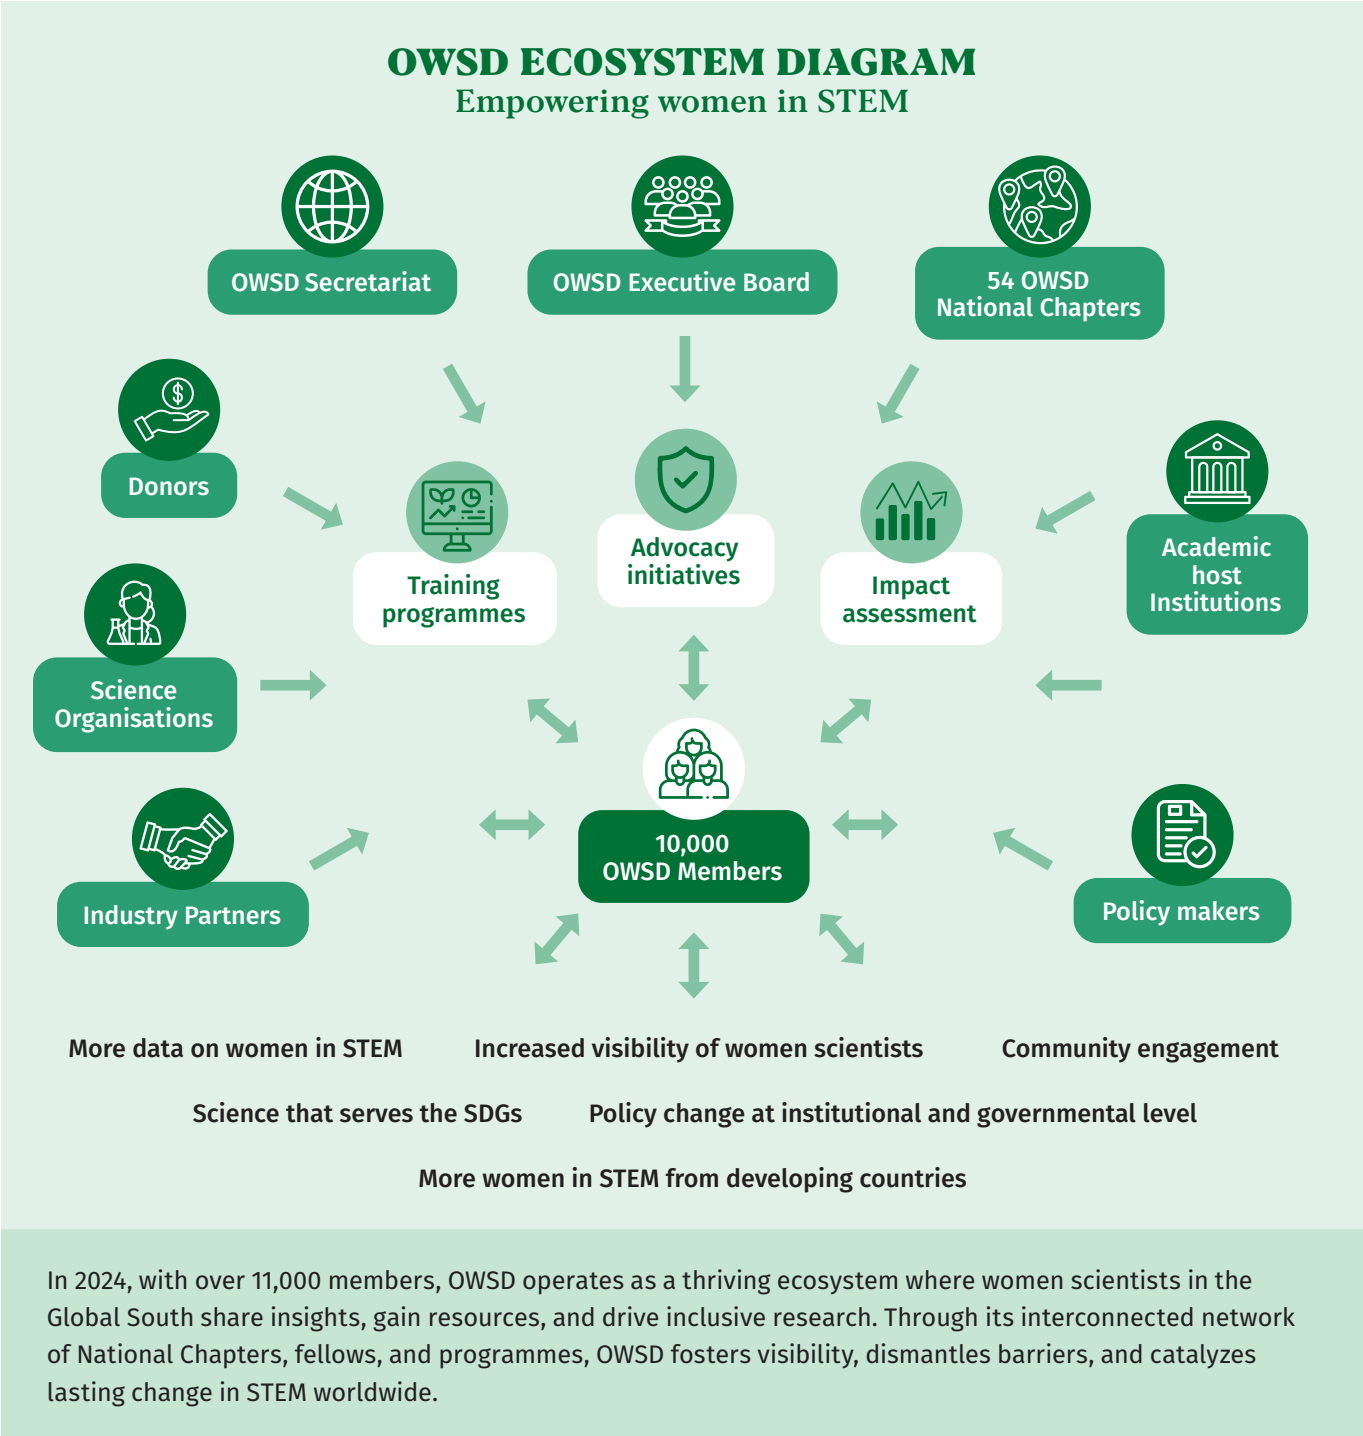 OWSD ECOSYSTEM DIAGRAM
Empowering women in STEM
OWSD Secretariat
OWSD Executive Board
54 OWSD
National Chapters
Donors
Training
programmes
Advocacy
initiatives
Impact
assessment
Academic
host
Institutions
Science
Organisations
10,000
OWSD Members
Industry Partners
Policy makers
More data on women in STEM
Increased visibility of women scientists
Community engagement
Science that serves the SDGs
Policy change at institutional and governmental level
More women in STEM from developing countries
In 2024, with over 11,000 members, OWSD operates as a thriving ecosystem where women scientists in the
Global South share insights, gain resources, and drive inclusive research. Through its interconnected network
of National Chapters, fellows, and programmes, OWSD fosters visibility, dismantles barriers, and catalyzes
lasting change in STEM worldwide.